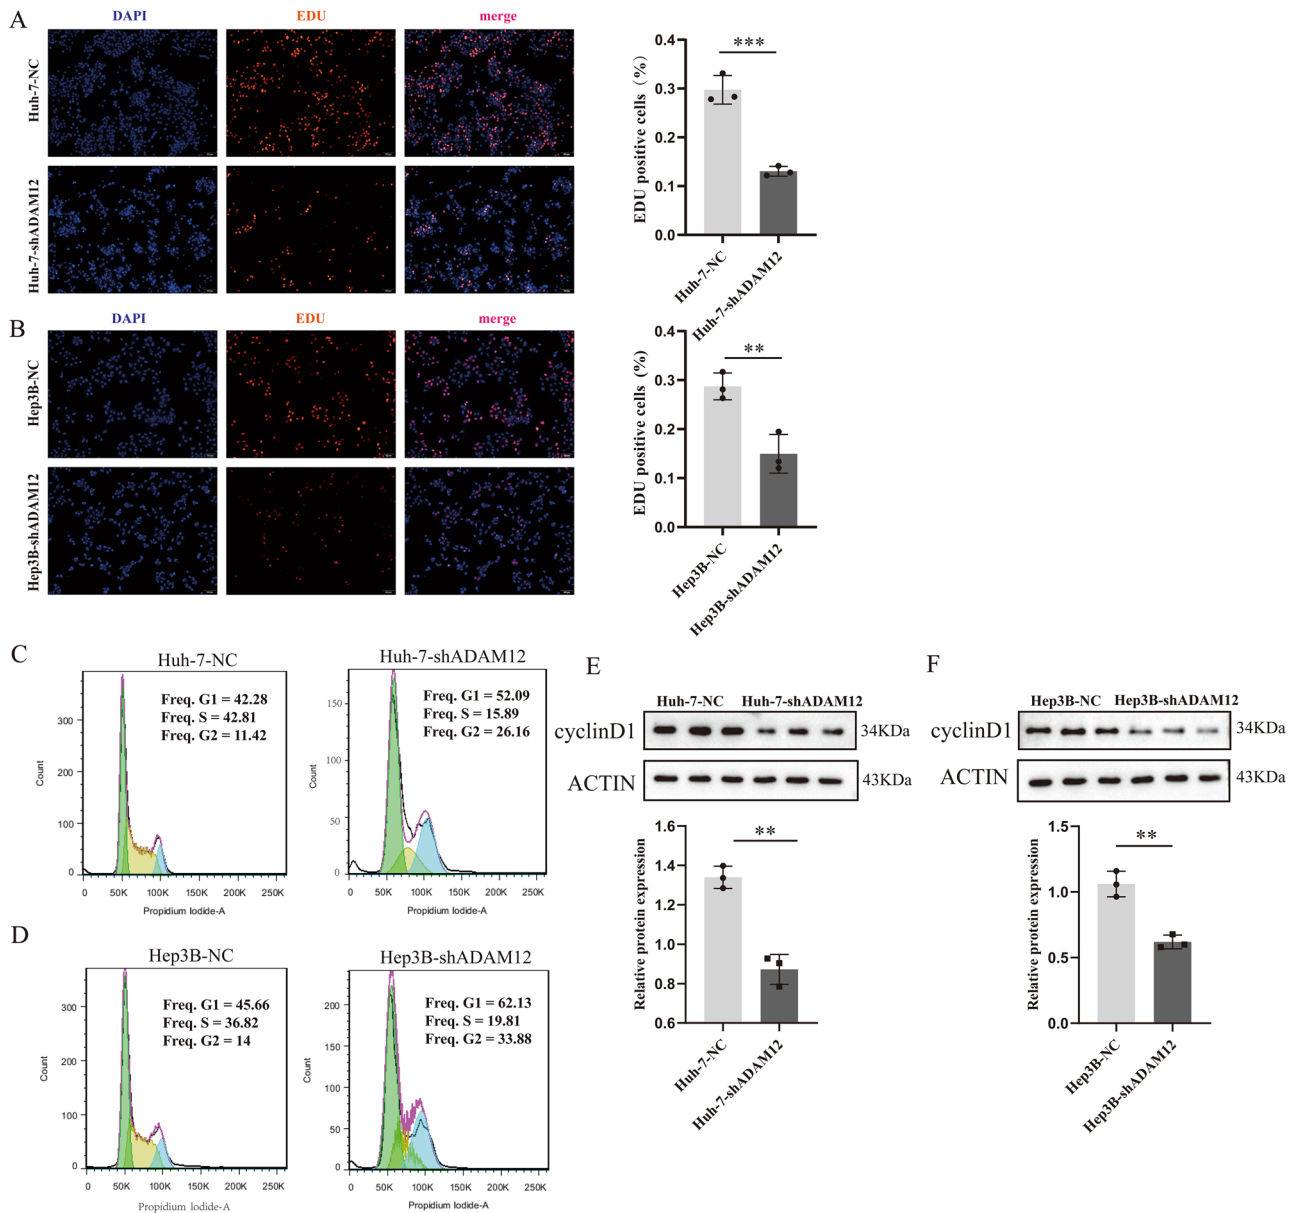 A
DAPI
EDU
merge
Huh-7-NC
Huh-7-shADAM12
EDU positive cells (%)
0.4
0.3
0.2
0.1
0.0
***
Huh-7-NC
Huh-7-shADAM12
B
DAPI
EDU
merge
Hep3B-NC
Hep3B-shADAM12
EDU positive cells (%)
0.4
0.3
0.2
0.1
0.0
**
Hep3B-NC
Hep3B-shADAM12
C
Huh-7-NC
Freq. G1 = 42.28
Freq. S = 42.81
Freq. G2 = 11.42
Count
300
200
100
0
0 50K 100K 150K 200K 250K
Propidium Iodide-A
Huh-7-shADAM12
Freq. G1 = 52.09
Freq. S = 15.89
Freq. G2 = 26.16
Count
150
100
50
0
0 50K 100K 150K 200K 250K
Propidium Iodide-A
D
Hep3B-NC
Freq. G1 = 45.66
Freq. S = 36.82
Freq. G2 = 14
Count
300
200
100
0
0 50K 100K 150K 200K 250K
Propidium Iodide-A
Hep3B-shADAM12
Freq. G1 = 62.13
Freq. S = 19.81
Freq. G2 = 33.88
Count
200
150
100
50
0
0 50K 100K 150K 200K 250K
Propidium Iodide-A
E
Huh-7-NC Huh-7-shADAM12
cyclinD1 34KDa
ACTIN 43KDa
Relative protein expression
1.6
1.4
1.2
1.0
0.8
0.6
**
Huh-7-NC
Huh-7-shADAM12
F
Hep3B-NC Hep3B-shADAM12
cyclinD1 34KDa
ACTIN 43KDa
Relative protein expression
1.5
1.0
0.5
0.0
**
Hep3B-NC
Hep3B-shADAM12